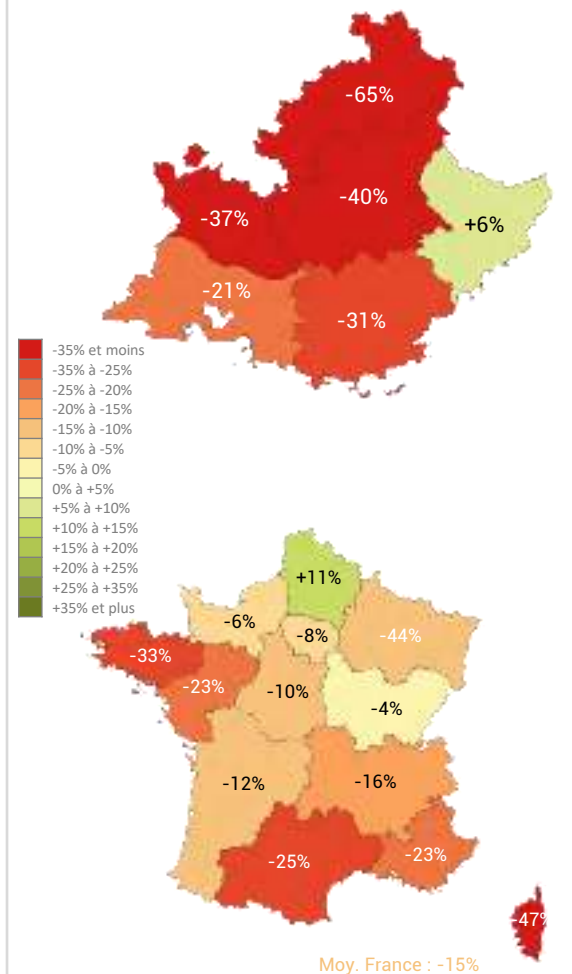 -65%
-40%
-37%
+6%
-21%
-31%
-35% et moins
-35% à -25%
-25% à -20%
-20% à -15%
-15% à -10%
-10% à -5%
-5% à 0%
0% à +5%
+5% à +10%
+10% à +15%
+15% à +20%
+20% à +25%
+25% à +35%
+35% et plus
+11%
-6%
-8%
-44%
-33%
-23%
-10%
-4%
-12%
-16%
-25%
-23%
-47%
Moy. France : -15%